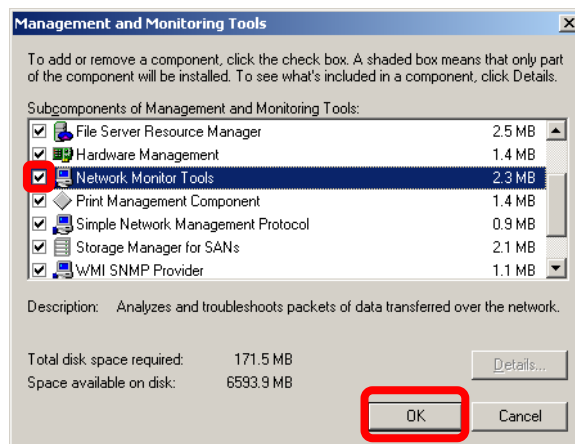 Management and Monitoring Tools
To add or remove a component, click the check box. A shaded box means that only part
of the component will be installed. To see what's included in a component, click Details.
Subcomponents of Management and Monitoring Tools:
File Server Resource Manager 2.5 MB
Hardware Management 1.4 MB
Network Monitor Tools 2.3 MB
Print Management Component 1.4 MB
Simple Network Management Protocol 0.9 MB
Storage Manager for SANs 2.1 MB
WMI SNMP Provider 1.1 MB
Description: Analyzes and troubleshoots packets of data transferred over the network.
Total disk space required: 171.5 MB
Space available on disk: 6593.9 MB
Details...
OK Cancel